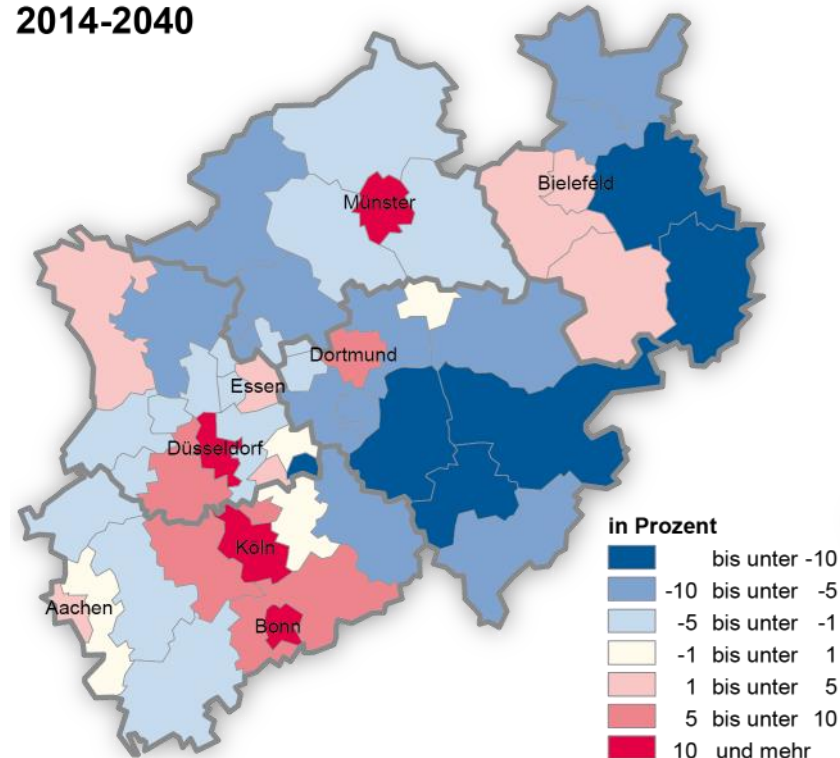 2014-2040
Münster
Bielefeld
Dortmund
Essen
Düsseldorf
Köln
Aachen
Bonn
in Prozent
bis unter -10
-10 bis unter -5
-5 bis unter -1
-1 bis unter 1
1 bis unter 5
5 bis unter 10
10 und mehr